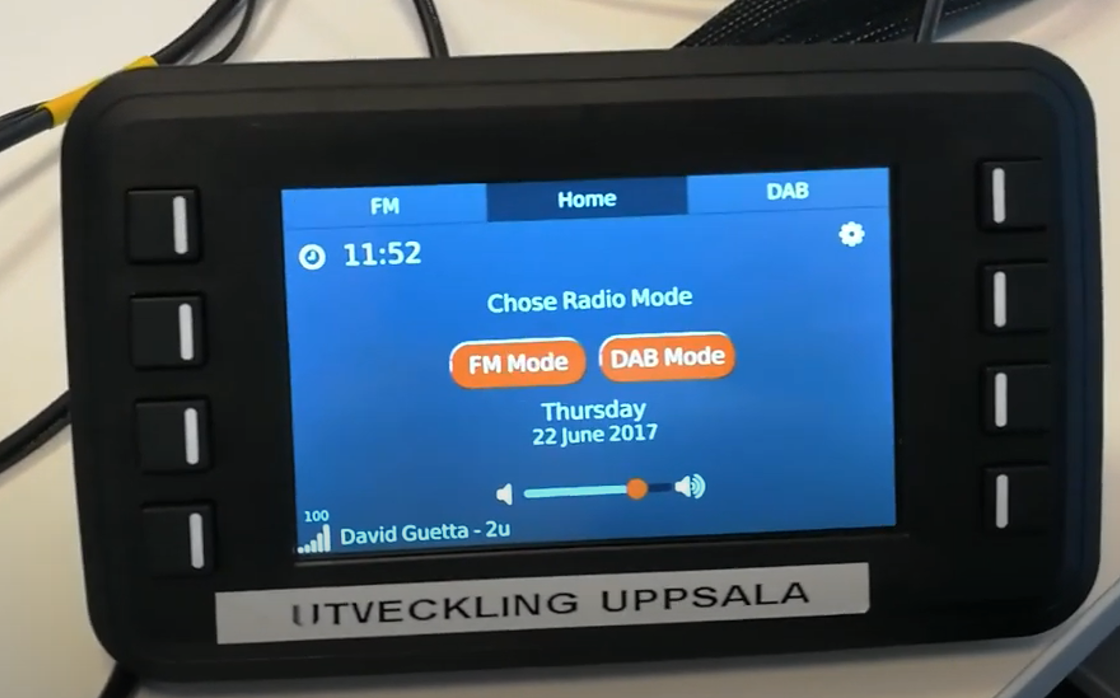 FM Home DAB
11:52
Chose Radio Mode
FM Mode DAB Mode
Thursday
22 June 2017
100
David Guetta - 2u
UTVECKLING UPPSALA